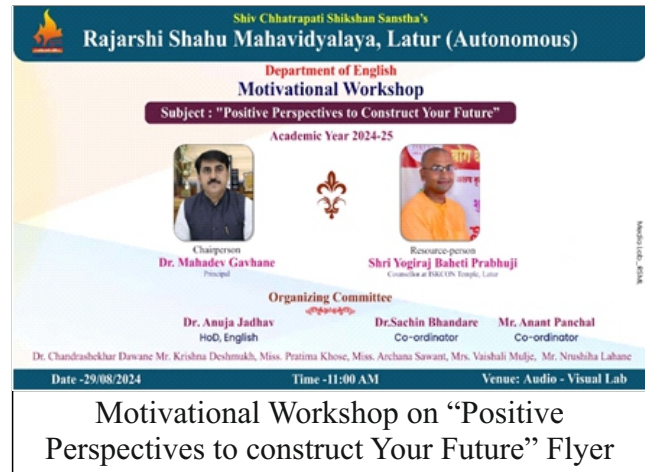 Shiv Chhatrapati Shikshan Sanstha's
Rajarshi Shahu Mahavidyalaya, Latur (Autonomous)
Department of English
Motivational Workshop
Subject : "Positive Perspectives to Construct Your Future”
Academic Year 2024-25
Chairperson
Dr. Mahadev Gavhane
Principal
Resource-person
Shri Yogiraj Baheti Prabhuji
Counsellor at ISKCON Temple, Latur
Media Lab_RSML
Organizing Committee
Dr. Anuja Jadhav
HoD, English
Dr.Sachin Bhandare
Co-ordinator
Mr. Anant Panchal
Co-ordinator
Dr. Chandrashekhar Dawane Mr. Krishna Deshmukh, Miss. Pratima Khose, Miss. Archana Sawant, Mrs. Vaishali Mulje, Mr. Nrushiha Lahane
Date -29/08/2024 Time -11:00 AM Venue: Audio - Visual Lab
Motivational Workshop on “Positive
Perspectives to construct Your Future” Flyer